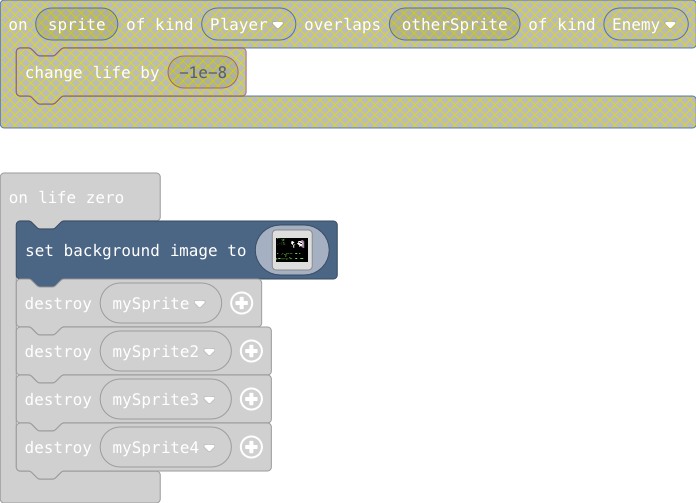 on sprite of kind Player overlaps otherSprite of kind Enemy
change life by -1e-8
on life zero
set background image to
destroy mySprite
destroy mySprite2
destroy mySprite3
destroy mySprite4